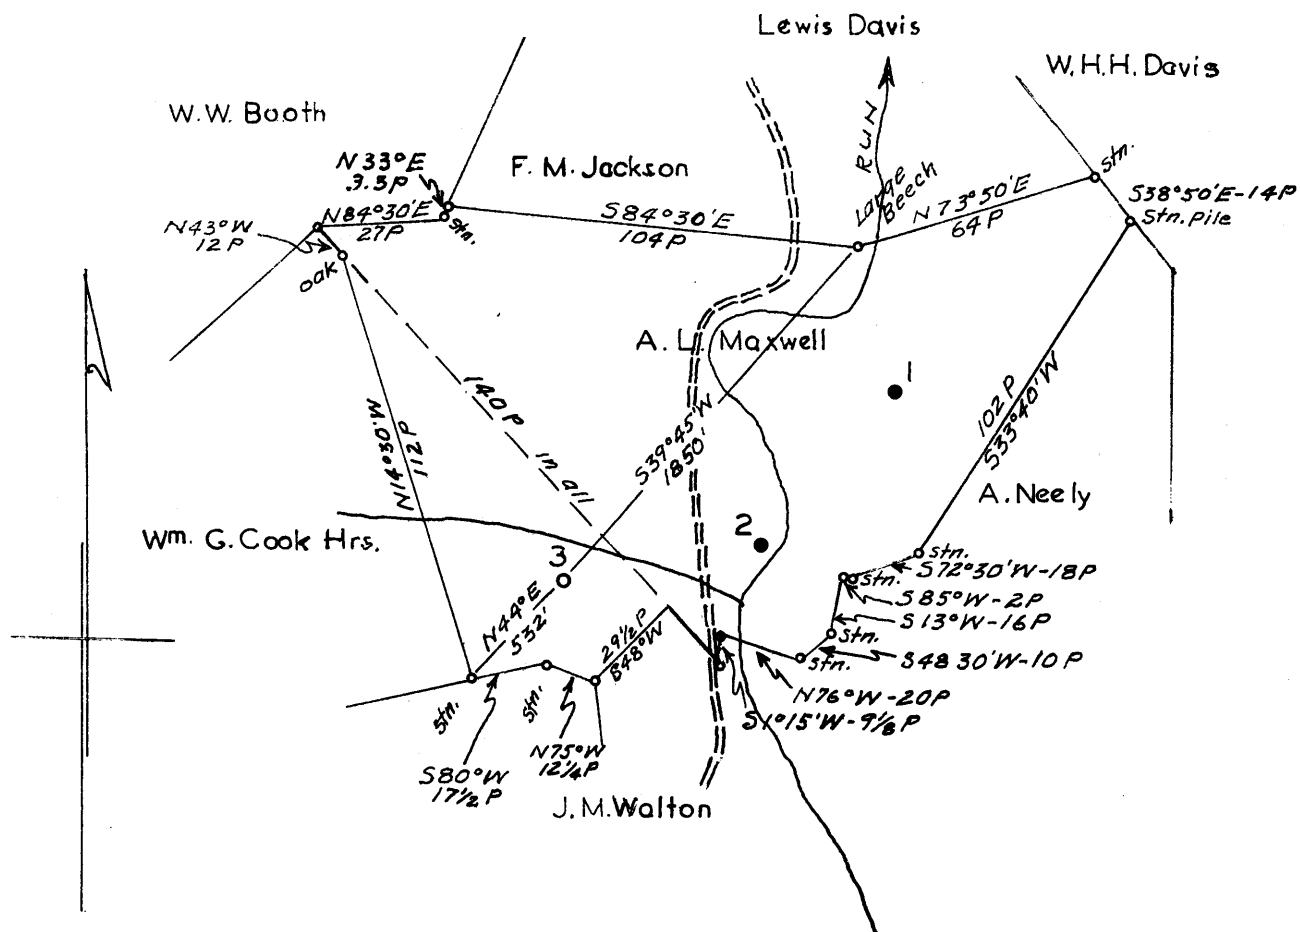 Lewis Davis
W.H.H. Davis
W.W. Booth
RUN
N33°E
3.3P
F. M. Jackson
stn.
Large
Beech
S38°50'E-14P
Stn. Pile
N43°W
12P
N84°30'E
27P
stn.
S84°30'E
104P
N73°50'E
64P
oak
A. L. Maxwell
1
140P
in all
102P
S33°40'W
N14°30'W
112P
S39°45'W
1850'
A. Neely
2
Wm. G. Cook Hrs.
3
stn.
S72°30'W-18P
stn.
S85°W-2P
S13°W-16P
N44°E
532'
29½P
S48°W
stn.
stn.
S48 30'W-10P
N76°W-20P
S1°15'W-9⅛P
stn.
stn.
N75°W
12¼P
S80°W
17½P
J. M. Walton